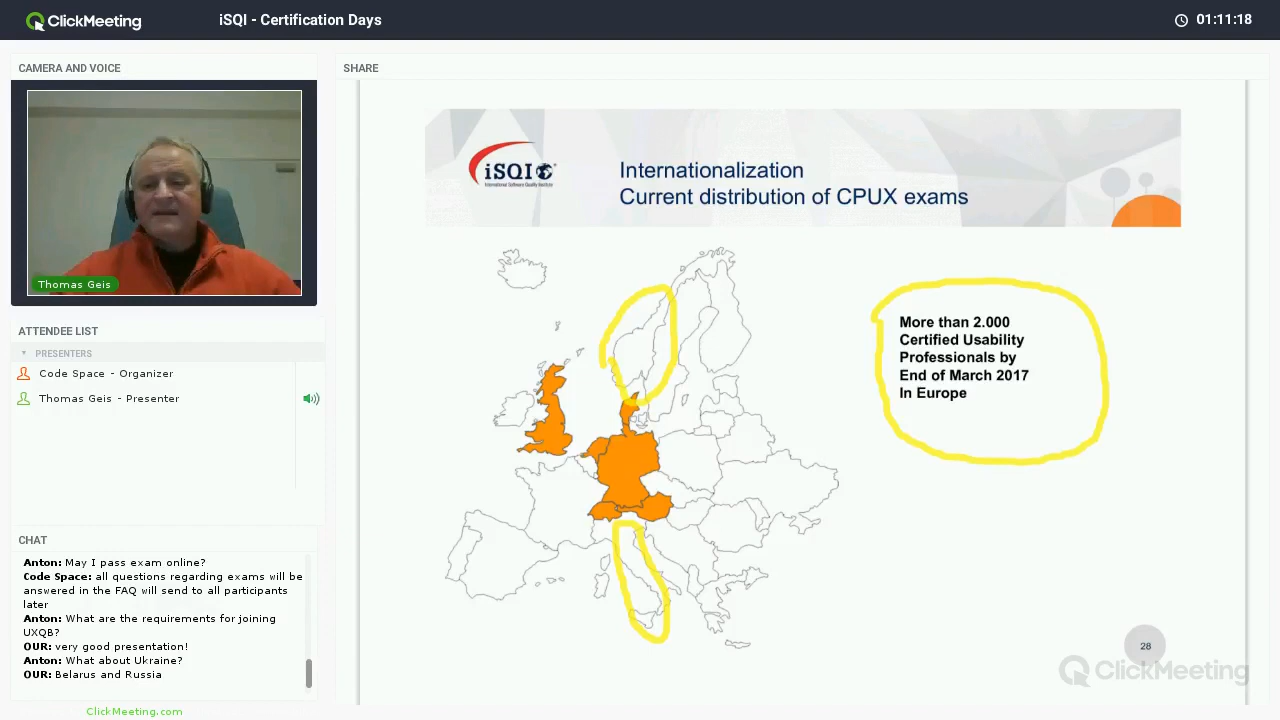 ClickMeeting
iSQI - Certification Days
01:11:18
CAMERA AND VOICE
Thomas Geis
ATTENDEE LIST
PRESENTERS
Code Space - Organizer
Thomas Geis - Presenter
CHAT
Anton: May I pass exam online?
Code Space: all questions regarding exams will be
answered in the FAQ will send to all participants
later
Anton: What are the requirements for joining
UXQB?
OUR: very good presentation!
Anton: What about Ukraine?
OUR: Belarus and Russia
ClickMeeting.com
SHARE
iSQI
International Software Quality Institute
Internationalization
Current distribution of CPUX exams
More than 2.000
Certified Usability
Professionals by
End of March 2017
In Europe
28
ClickMeeting